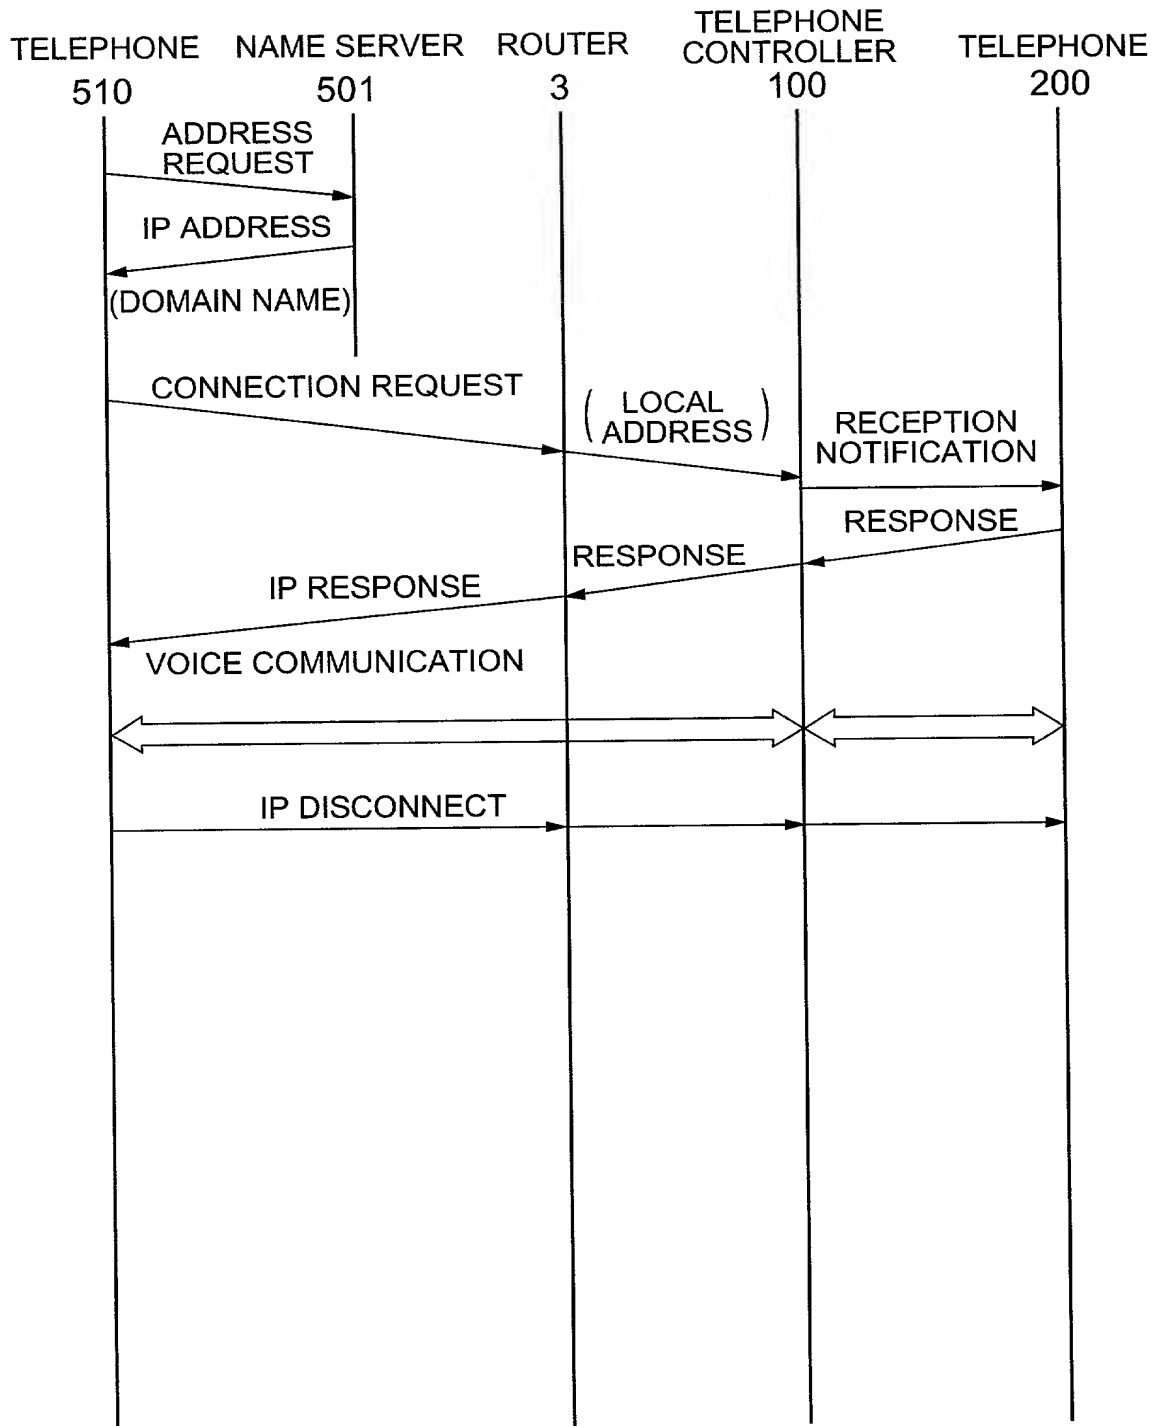 TELEPHONE
510
NAME SERVER
501
ROUTER
3
TELEPHONE
CONTROLLER
100
TELEPHONE
200
ADDRESS
REQUEST
IP ADDRESS
(DOMAIN NAME)
CONNECTION REQUEST
(LOCAL
ADDRESS)
RECEPTION
NOTIFICATION
RESPONSE
RESPONSE
IP RESPONSE
VOICE COMMUNICATION
IP DISCONNECT